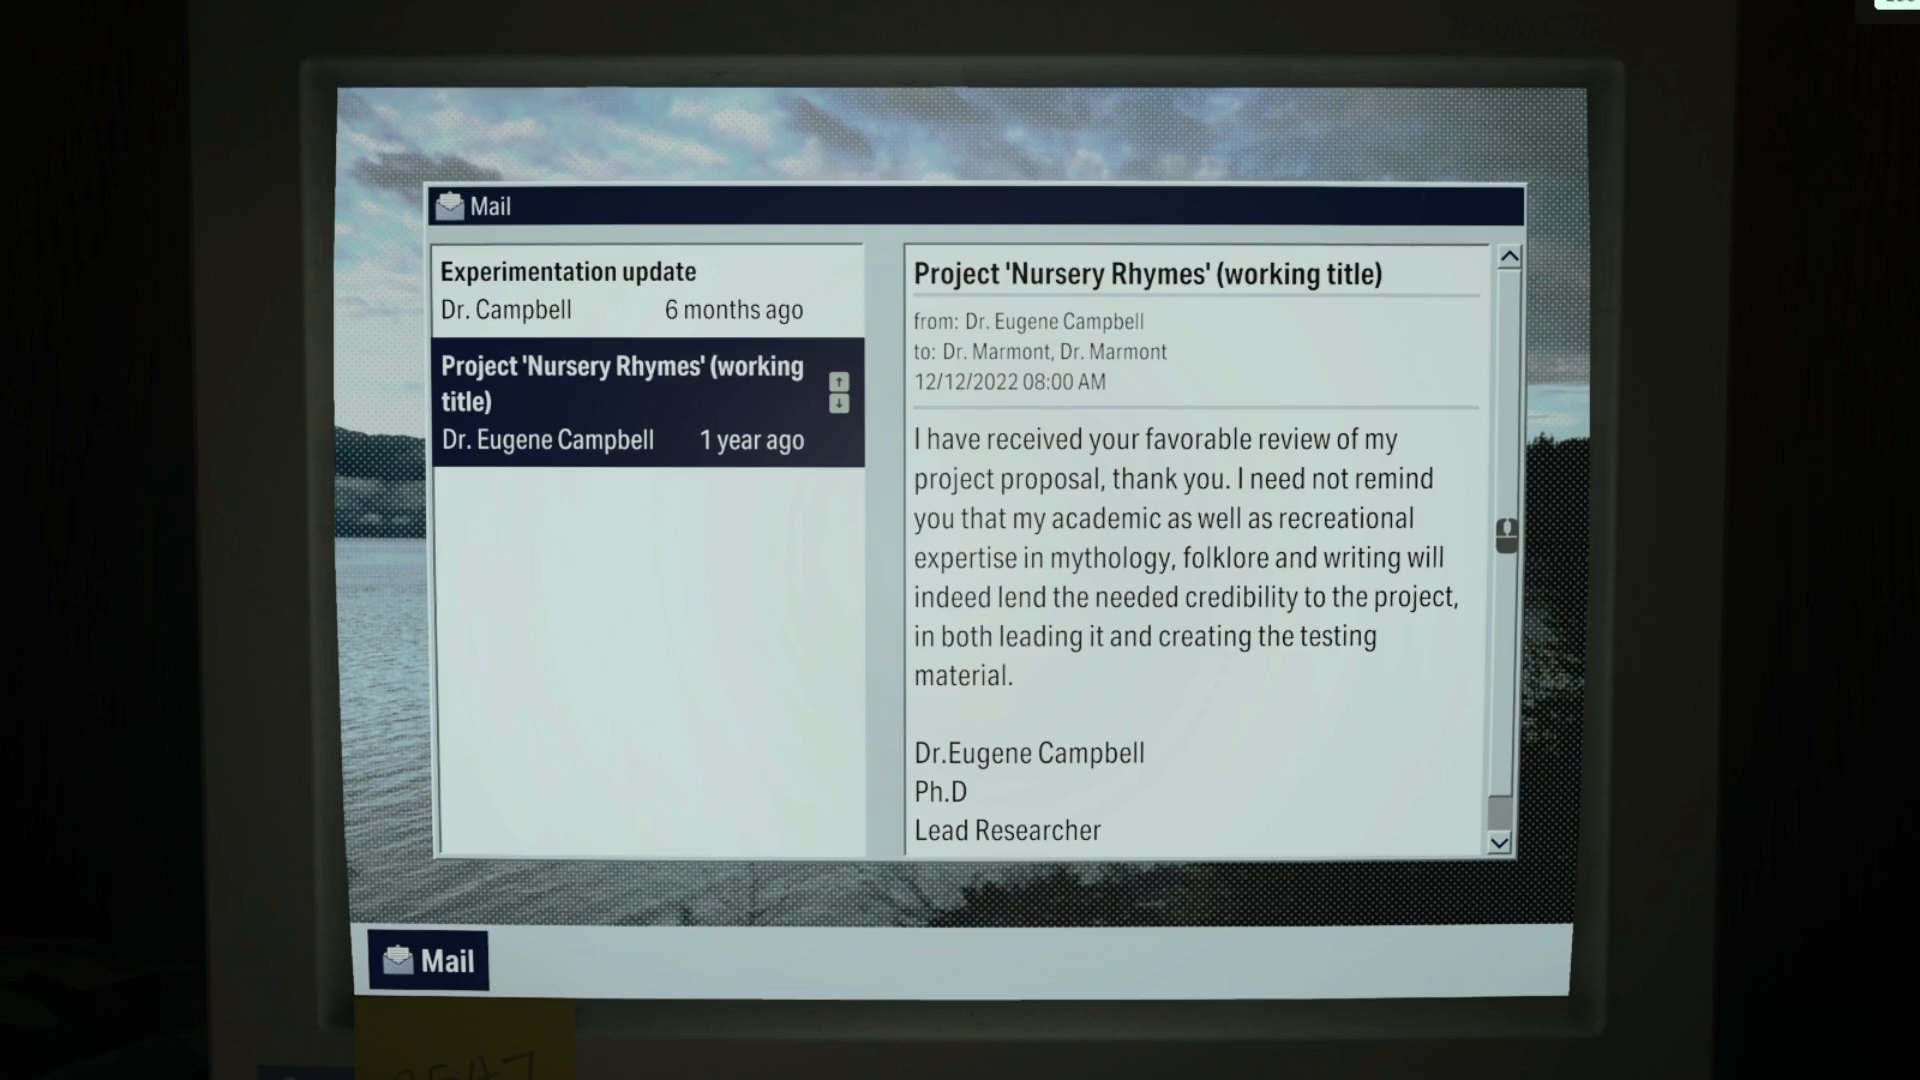 Mail
Experimentation update
Dr. Campbell 6 months ago
Project 'Nursery Rhymes' (working
title)
Dr. Eugene Campbell 1 year ago
Project 'Nursery Rhymes' (working title)
from: Dr. Eugene Campbell
to: Dr. Marmont, Dr. Marmont
12/12/2022 08:00 AM
I have received your favorable review of my
project proposal, thank you. I need not remind
you that my academic as well as recreational
expertise in mythology, folklore and writing will
indeed lend the needed credibility to the project,
in both leading it and creating the testing
material.
Dr.Eugene Campbell
Ph.D
Lead Researcher
Mail